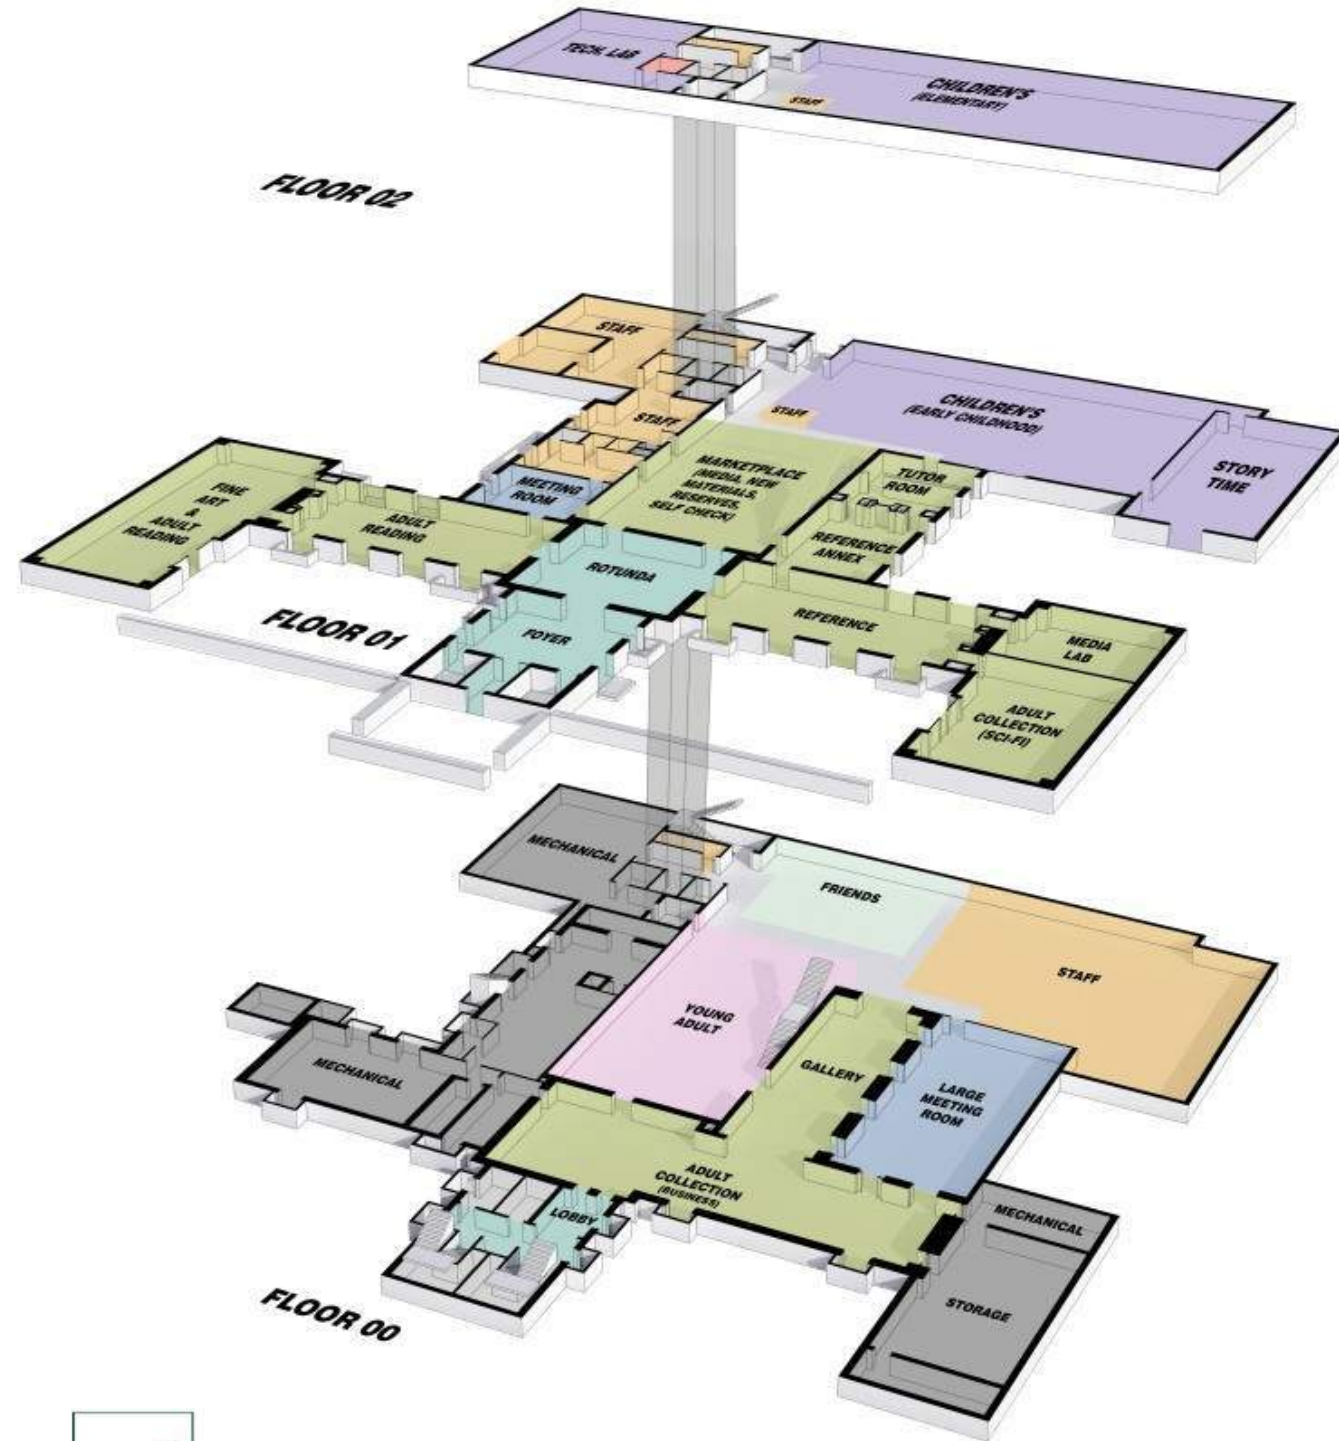 TECH. LAB
CHILDREN'S
(ELEMENTARY)
STAFF
FLOOR 02
STAFF
STAFF
STAFF
CHILDREN'S
(EARLY CHILDHOOD)
STORY
TIME
MARKETPLACE
(MEDIA, NEW
MATERIALS,
RESERVES,
SELF CHECK)
TUTOR
ROOM
MEETING
ROOM
FINE
ART
&
ADULT
READING
ADULT
READING
REFERENCE
ANNEX
ROTUNDA
REFERENCE
FOYER
MEDIA
LAB
ADULT
COLLECTION
(SCI-FI)
FLOOR 01
MECHANICAL
FRIENDS
STAFF
YOUNG
ADULT
GALLERY
LARGE
MEETING
ROOM
MECHANICAL
ADULT
COLLECTION
(BUSINESS)
LOBBY
MECHANICAL
STORAGE
FLOOR 00